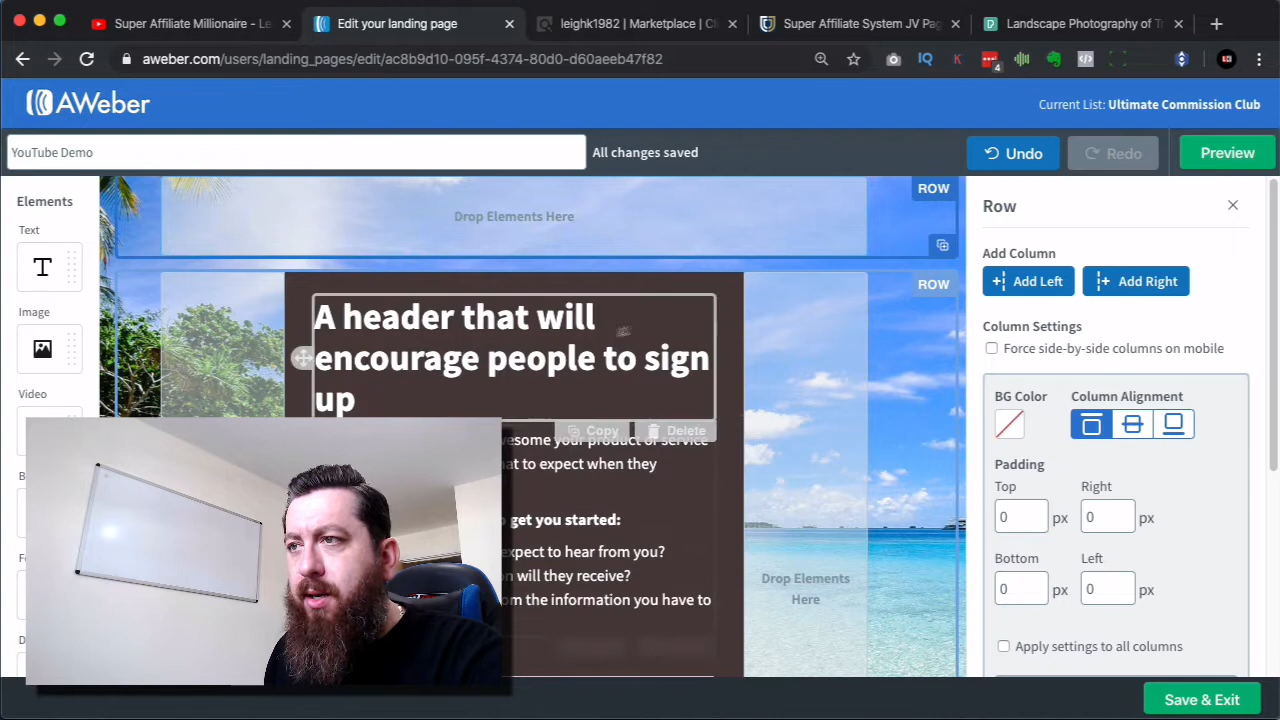 Super Affiliate Millionaire - Le
Edit your landing page
leighk1982 | Marketplace | Cli
Super Affiliate System JV Pag
Landscape Photography of Tr
aweber.com/users/landing_pages/edit/ac8b9d10-095f-4374-80d0-d60aeeb47f82
4
AWeber
Current List: Ultimate Commission Club
YouTube Demo
All changes saved
Undo
Redo
Preview
Elements
Text
Image
Video
ROW
Drop Elements Here
ROW
A header that will
encourage people to sign
up
Copy
Delete
esome your product or service
at to expect when they
get you started:
expect to hear from you?
n will they receive?
om the information you have to
Drop Elements
Here
Row
Add Column
Add Left
Add Right
Column Settings
Force side-by-side columns on mobile
BG Color
Column Alignment
Padding
Top
Right
0 px
0 px
Bottom
Left
0 px
0 px
Apply settings to all columns
Save & Exit